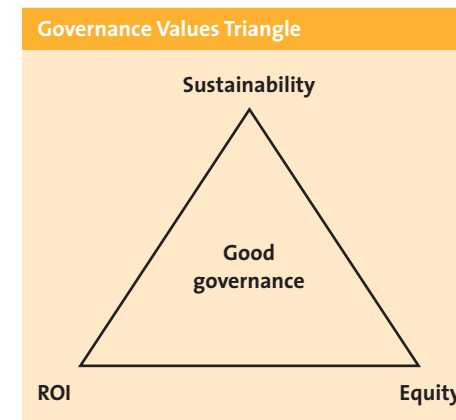 Governance Values Triangle
Sustainability
Good
governance
ROI
Equity